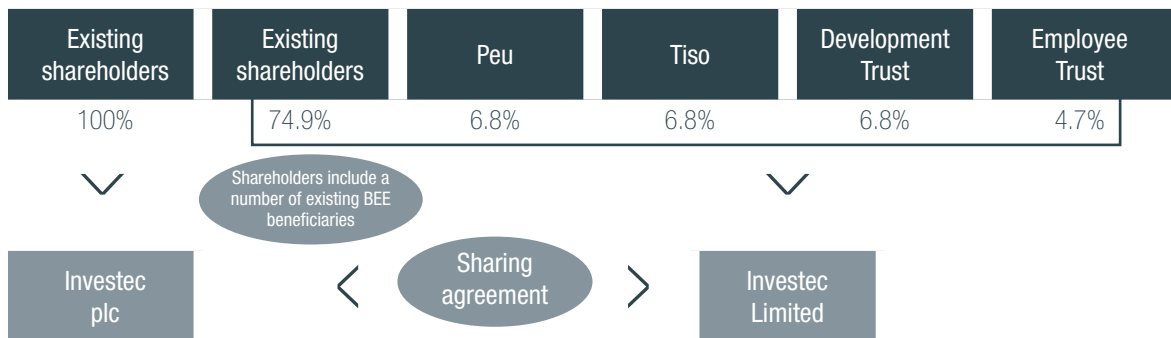 Existing
shareholders
Existing
shareholders
Peu
Tiso
Development
Trust
Employee
Trust
100%
74.9%
6.8%
6.8%
6.8%
4.7%
Shareholders include a
number of existing BEE
beneficiaries
Investec
plc
Sharing
agreement
Investec
Limited